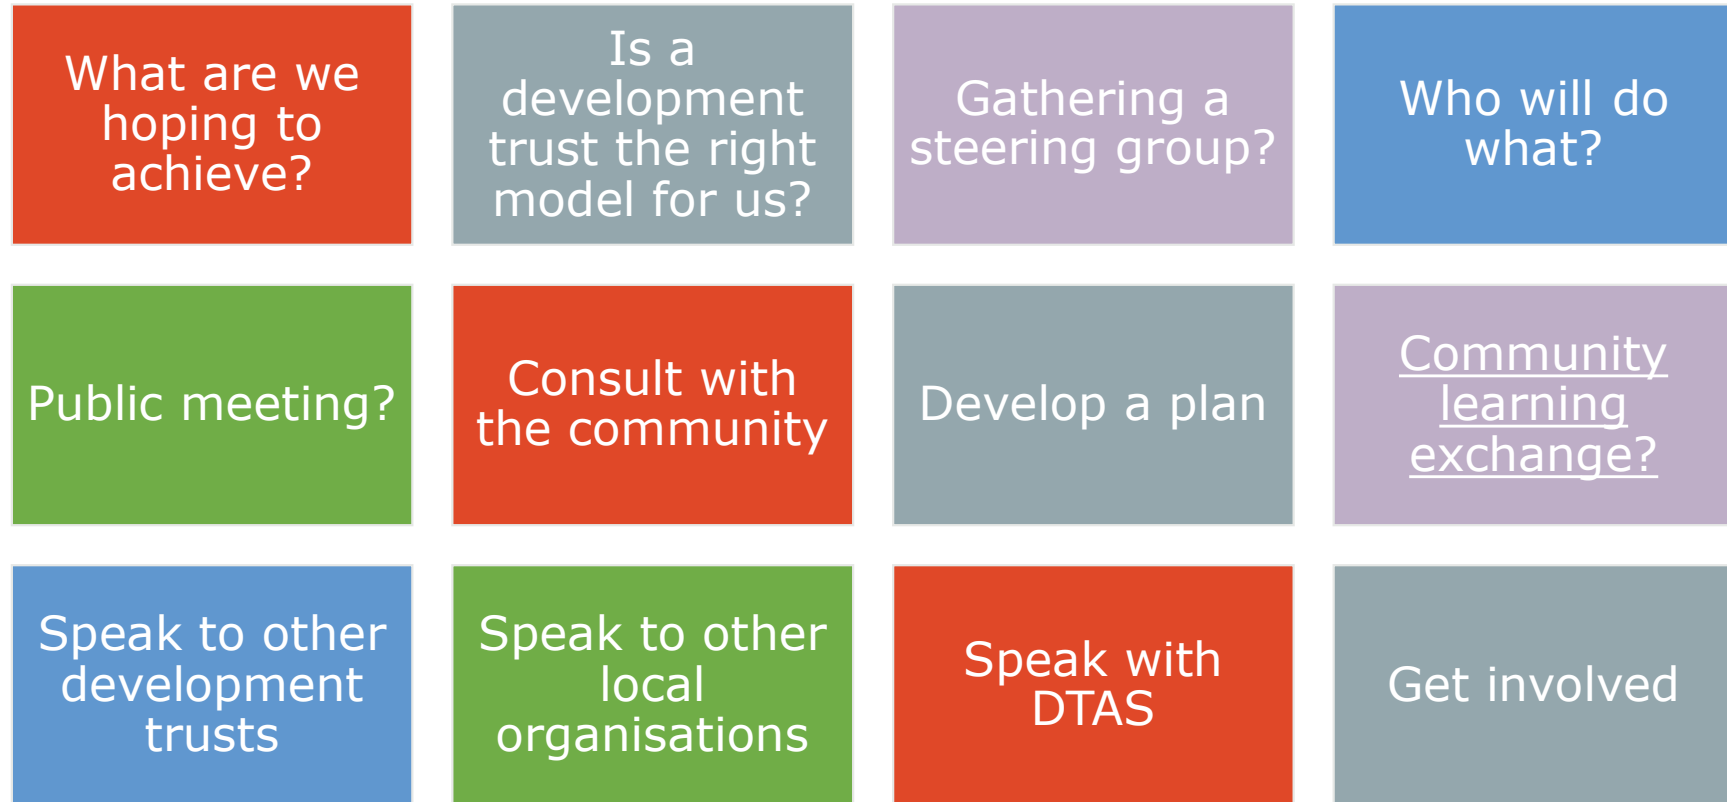 What are we
hoping to
achieve?
Is a
development
trust the right
model for us?
Gathering a
steering group?
Who will do
what?
Public meeting?
Consult with
the community
Develop a plan
Community
learning
exchange?
Speak to other
development
trusts
Speak to other
local
organisations
Speak with
DTAS
Get involved